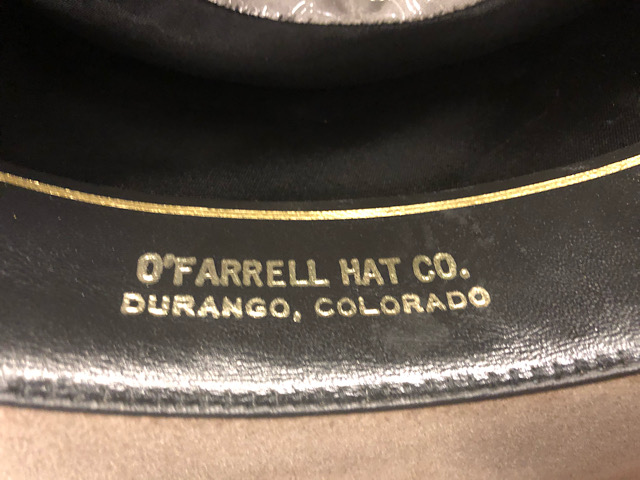 O'FARRELL HAT CO.
DURANGO, COLORADO